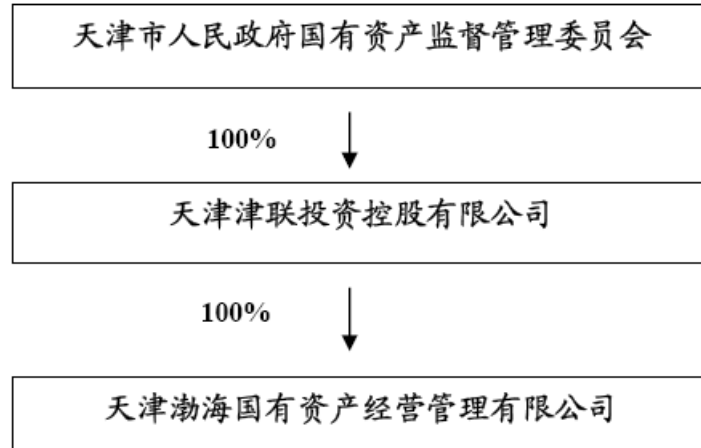 天津市人民政府国有资产监督管理委员会
100%
天津津联投资控股有限公司
100%
天津渤海国有资产经营管理有限公司